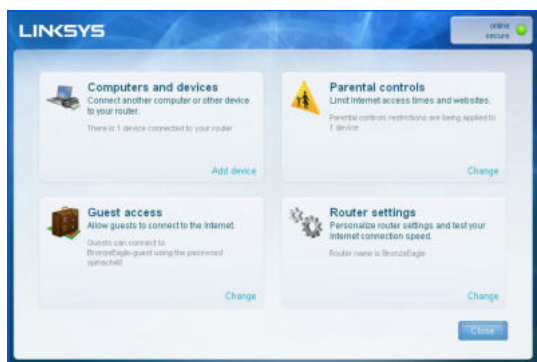 LINKSYS
online
secure
Computers and devices
Connect another computer or other device
to your router.
There is 1 device connected to your router
Add device
Parental controls
Limit Internet access times and websites.
Parental controls restrictions are being applied to
1 device
Change
Guest access
Allow guests to connect to the Internet.
Guests can connect to
BronzeEagle-guest using the password
spinach40
Change
Router settings
Personalize router settings and test your
Internet connection speed.
Router name is BronzeEagle
Change
Close